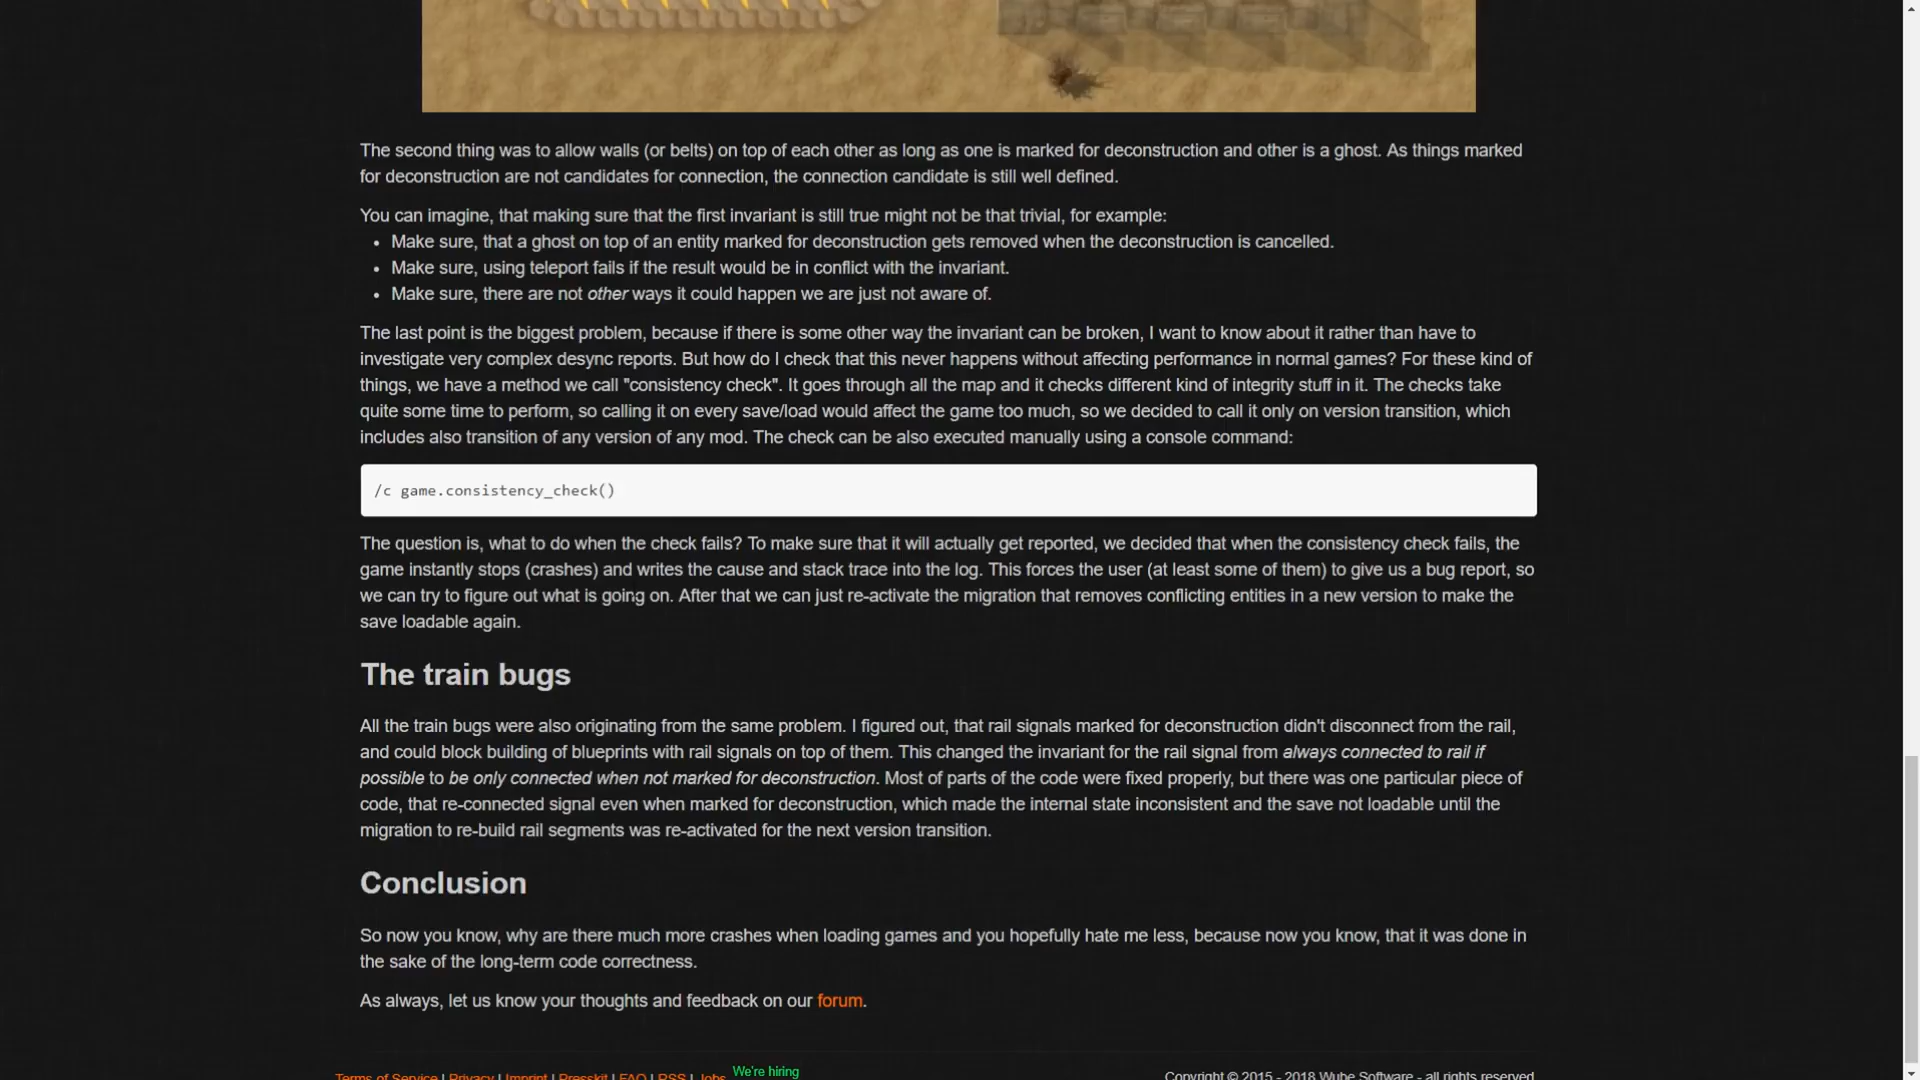 The second thing was to allow walls (or belts) on top of each other as long as one is marked for deconstruction and other is a ghost. As things marked
for deconstruction are not candidates for connection, the connection candidate is still well defined.
You can imagine, that making sure that the first invariant is still true might not be that trivial, for example:
• Make sure, that a ghost on top of an entity marked for deconstruction gets removed when the deconstruction is cancelled.
• Make sure, using teleport fails if the result would be in conflict with the invariant.
• Make sure, there are not other ways it could happen we are just not aware of.
The last point is the biggest problem, because if there is some other way the invariant can be broken, I want to know about it rather than have to
investigate very complex desync reports. But how do I check that this never happens without affecting performance in normal games? For these kind of
things, we have a method we call "consistency check". It goes through all the map and it checks different kind of integrity stuff in it. The checks take
quite some time to perform, so calling it on every save/load would affect the game too much, so we decided to call it only on version transition, which
includes also transition of any version of any mod. The check can be also executed manually using a console command:
/c game.consistency_check()
The question is, what to do when the check fails? To make sure that it will actually get reported, we decided that when the consistency check fails, the
game instantly stops (crashes) and writes the cause and stack trace into the log. This forces the user (at least some of them) to give us a bug report, so
we can try to figure out what is going on. After that we can just re-activate the migration that removes conflicting entities in a new version to make the
save loadable again.
The train bugs
All the train bugs were also originating from the same problem. I figured out, that rail signals marked for deconstruction didn't disconnect from the rail,
and could block building of blueprints with rail signals on top of them. This changed the invariant for the rail signal from always connected to rail if
possible to be only connected when not marked for deconstruction. Most of parts of the code were fixed properly, but there was one particular piece of
code, that re-connected signal even when marked for deconstruction, which made the internal state inconsistent and the save not loadable until the
migration to re-build rail segments was re-activated for the next version transition.
Conclusion
So now you know, why are there much more crashes when loading games and you hopefully hate me less, because now you know, that it was done in
the sake of the long-term code correctness.
As always, let us know your thoughts and feedback on our forum.
Terms of Service | Privacy | Imprint | Presskit | FAQ | RSS | Jobs We're hiring
Copyright © 2015 - 2018 Wube Software - all rights reserved